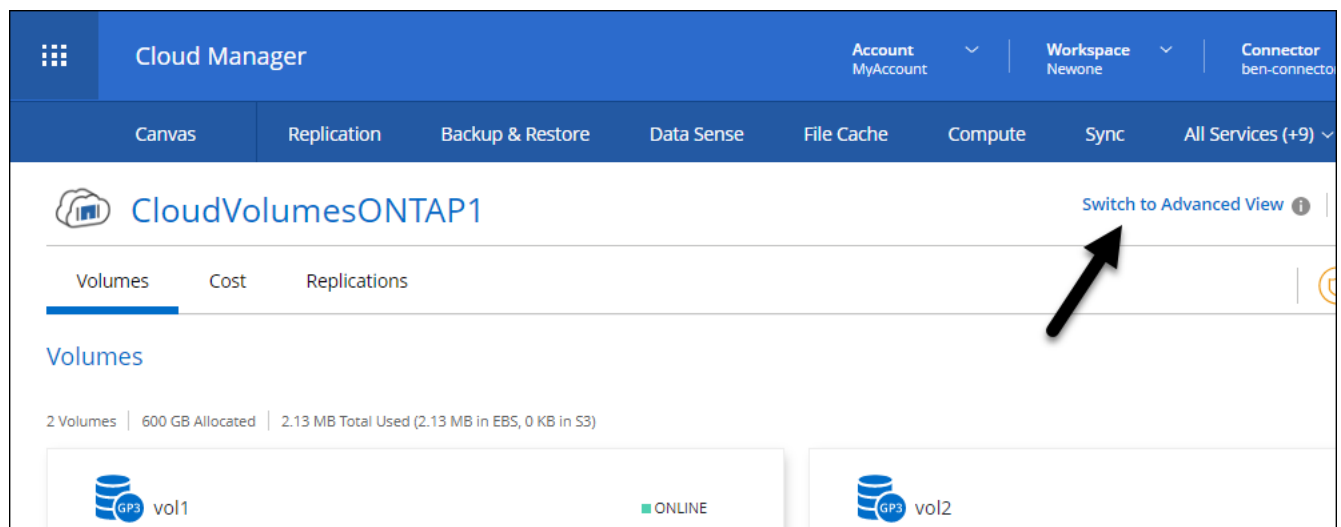 Cloud Manager
Account
MyAccount
Workspace
Newone
Connector
ben-connector
Canvas Replication Backup & Restore Data Sense File Cache Compute Sync All Services (+9)
CloudVolumesONTAP1
Switch to Advanced View
Volumes Cost Replications
Volumes
2 Volumes | 600 GB Allocated | 2.13 MB Total Used (2.13 MB in EBS, 0 KB in S3)
GP3 vol1 ONLINE
GP3 vol2